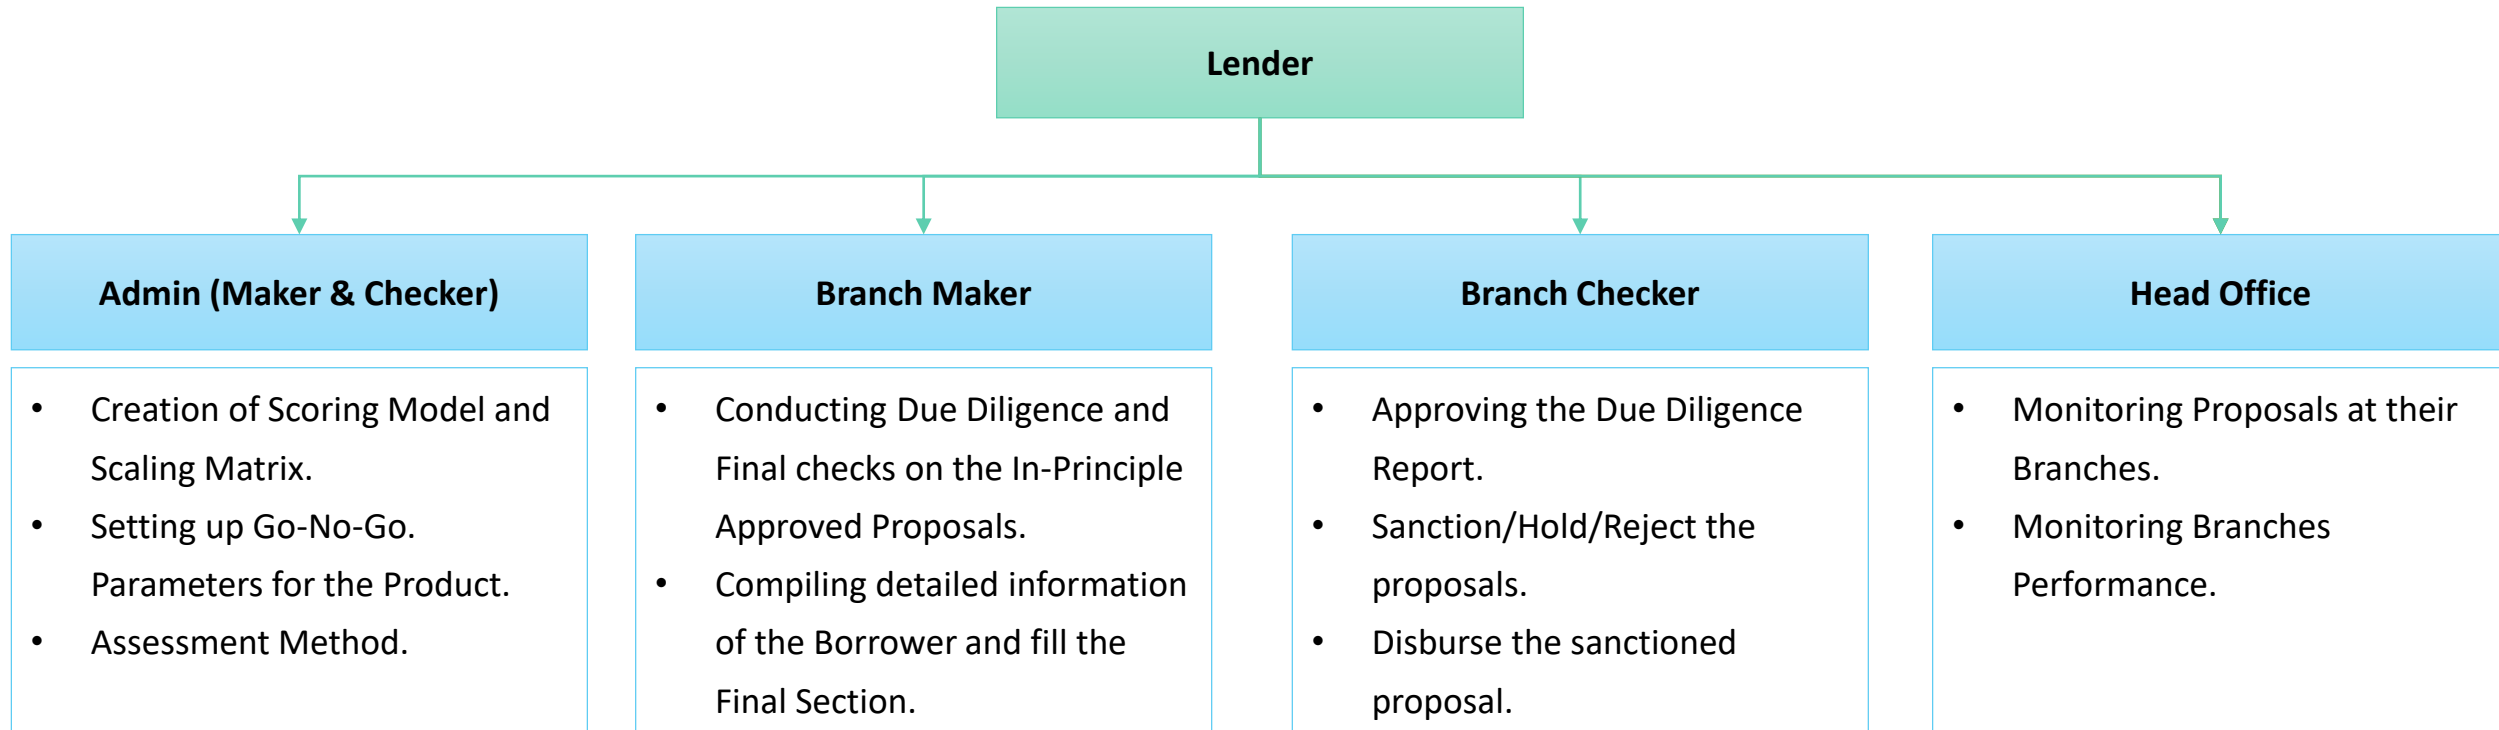 Lender
Admin (Maker & Checker)
• Creation of Scoring Model and
Scaling Matrix.
• Setting up Go-No-Go.
Parameters for the Product.
• Assessment Method.
Branch Maker
• Conducting Due Diligence and
Final checks on the In-Principle
Approved Proposals.
• Compiling detailed information
of the Borrower and fill the
Final Section.
Branch Checker
• Approving the Due Diligence
Report.
• Sanction/Hold/Reject the
proposals.
• Disburse the sanctioned
proposal.
Head Office
• Monitoring Proposals at their
Branches.
• Monitoring Branches
Performance.